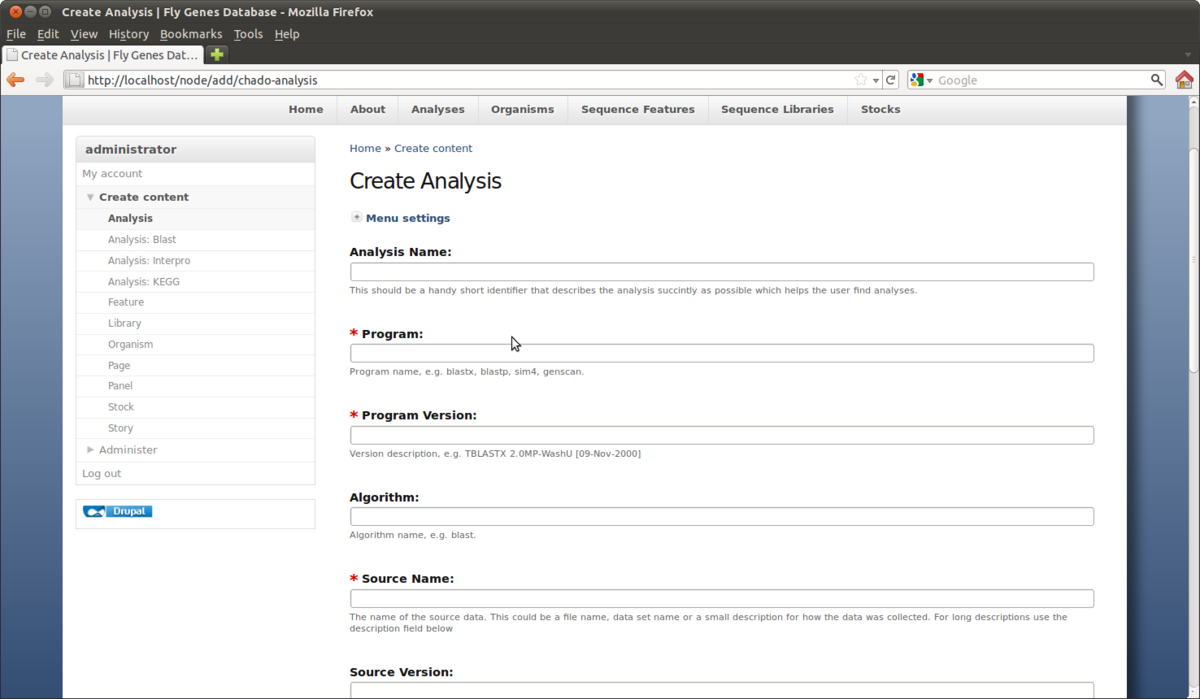 Create Analysis | Fly Genes Database - Mozilla Firefox
File Edit View History Bookmarks Tools Help
Create Analysis | Fly Genes Dat...
http://localhost/node/add/chado-analysis
Google
Home About Analyses Organisms Sequence Features Sequence Libraries Stocks
administrator
My account
Create content
Analysis
Analysis: Blast
Analysis: Interpro
Analysis: KEGG
Feature
Library
Organism
Page
Panel
Stock
Story
Administer
Log out
Drupal
Home » Create content
Create Analysis
Menu settings
Analysis Name:
This should be a handy short identifier that describes the analysis succintly as possible which helps the user find analyses.
* Program:
Program name, e.g. blastx, blastp, sim4, genscan.
* Program Version:
Version description, e.g. TBLASTX 2.0MP-WashU [09-Nov-2000]
Algorithm:
Algorithm name, e.g. blast.
* Source Name:
The name of the source data. This could be a file name, data set name or a small description for how the data was collected. For long descriptions use the
description field below
Source Version: